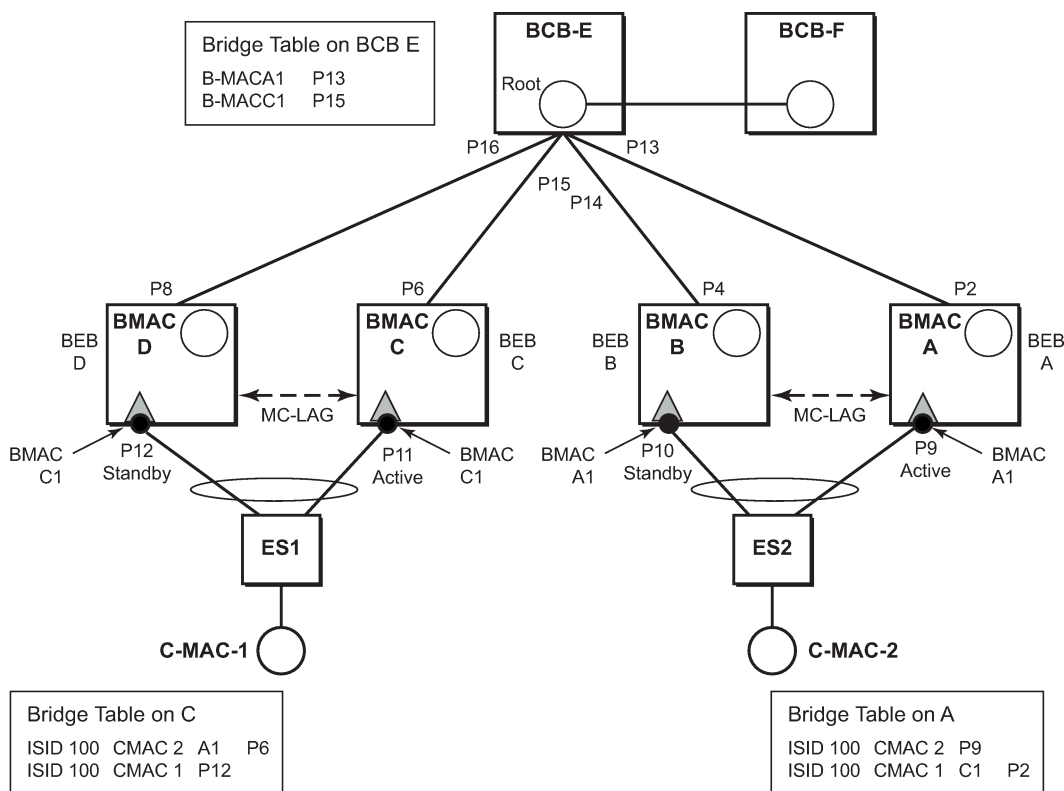 Bridge Table on BCB E
B-MACA1 P13
B-MACC1 P15
BCB-E
Root
BCB-F
P16
P13
P15
P14
P8
P6
P4
P2
BEB
D
BMAC
D
BMAC
C
BEB
C
BEB
B
BMAC
B
BMAC
A
BEB
A
MC-LAG
MC-LAG
BMAC
C1
P12
Standby
P11
Active
BMAC
C1
BMAC
A1
P10
Standby
P9
Active
BMAC
A1
ES1
ES2
C-MAC-1
C-MAC-2
Bridge Table on C
ISID 100 CMAC 2 A1 P6
ISID 100 CMAC 1 P12
Bridge Table on A
ISID 100 CMAC 2 P9
ISID 100 CMAC 1 C1 P2